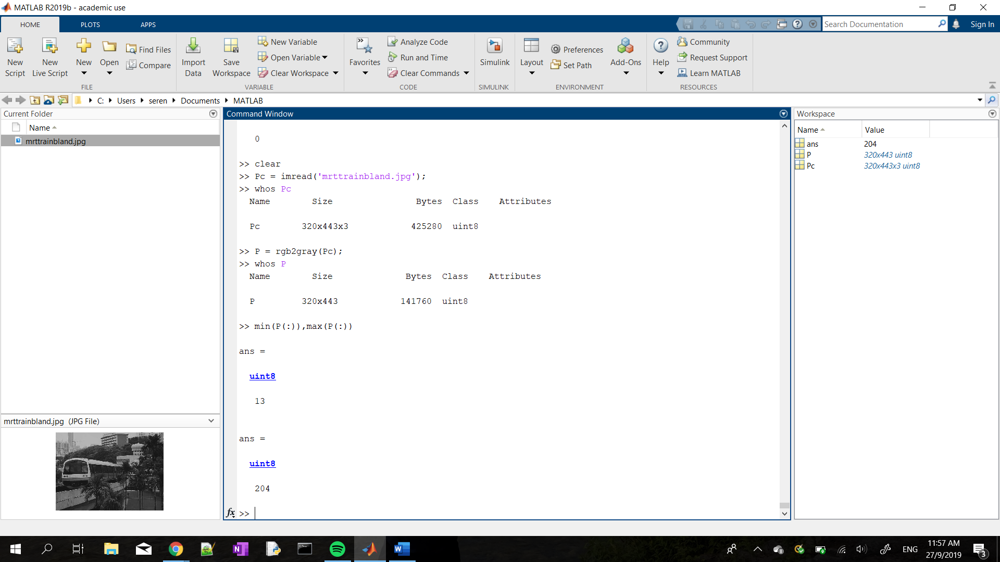 MATLAB R2019b - academic use
HOME PLOTS APPS
Search Documentation
Sign In
New Script
New Live Script
New
Open
Find Files
Compare
FILE
Import Data
Save Workspace
New Variable
Open Variable
Clear Workspace
VARIABLE
Favorites
Analyze Code
Run and Time
Clear Commands
CODE
Simulink
SIMULINK
Layout
Preferences
Set Path
Add-Ons
ENVIRONMENT
Help
Community
Request Support
Learn MATLAB
RESOURCES
C: Users seren Documents MATLAB
Current Folder
Name
mrttrainbland.jpg
mrttrainbland.jpg (JPG File)
Command Window
0
>> clear
>> Pc = imread('mrttrainbland.jpg');
>> whos Pc
Name Size Bytes Class Attributes
Pc 320x443x3 425280 uint8
>> P = rgb2gray(Pc);
>> whos P
Name Size Bytes Class Attributes
P 320x443 141760 uint8
>> min(P(:)),max(P(:))
ans =
uint8
13
ans =
uint8
204
fx >>
Workspace
Name Value
ans 204
P 320x443 uint8
Pc 320x443x3 uint8
N
W
ENG
11:57 AM
27/9/2019
3